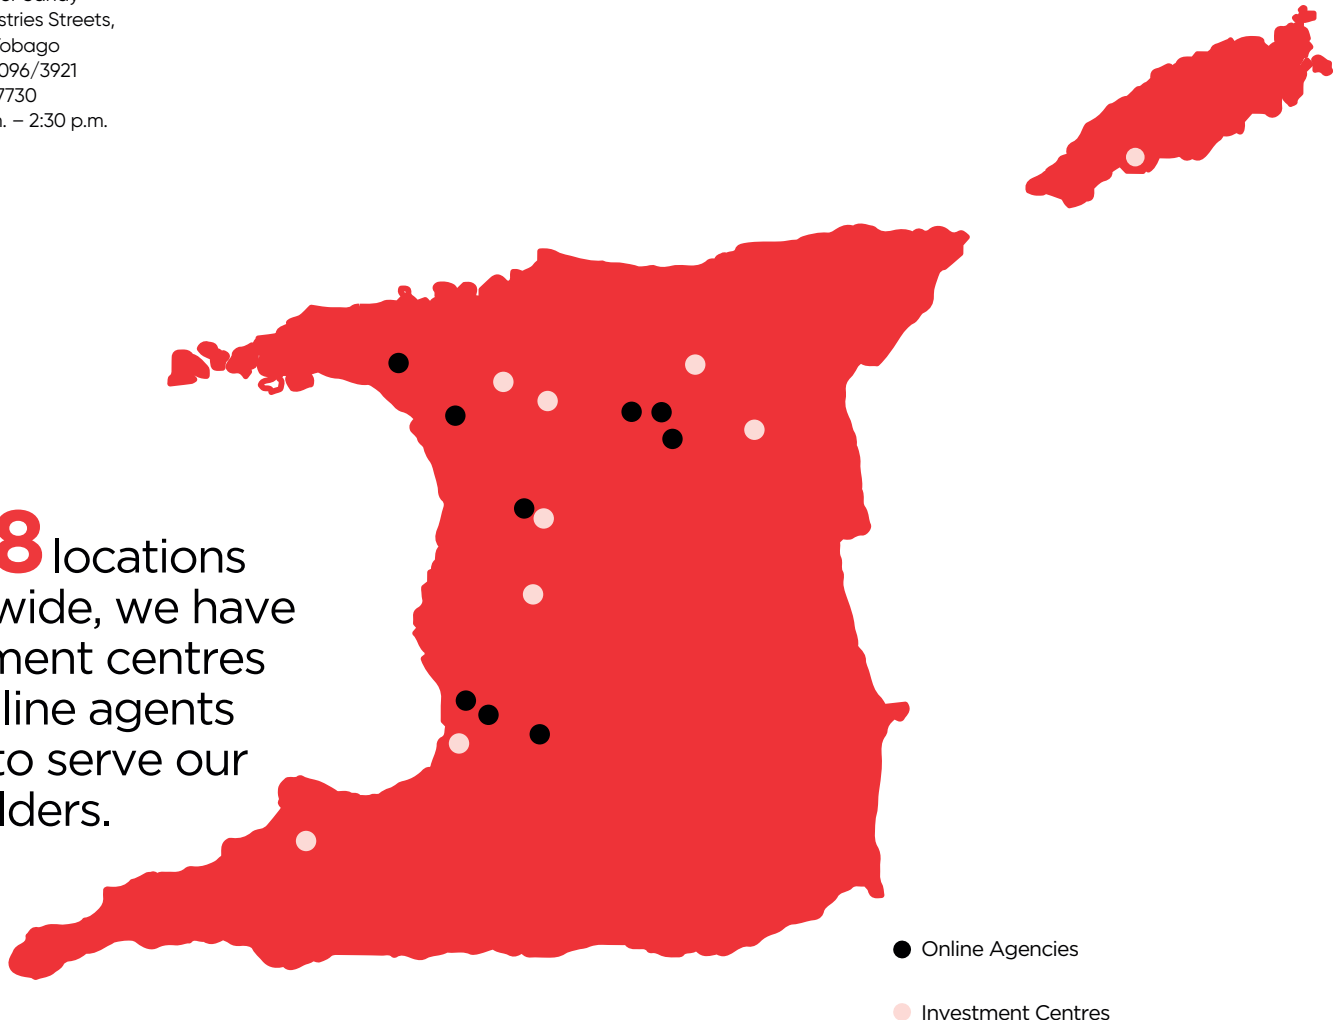 stries Streets,
obago
096/3921
7730
. – 2:30 p.m.
8 locations
wide, we have
ment centres
line agents
to serve our
lders.
Online Agencies
Investment Centres